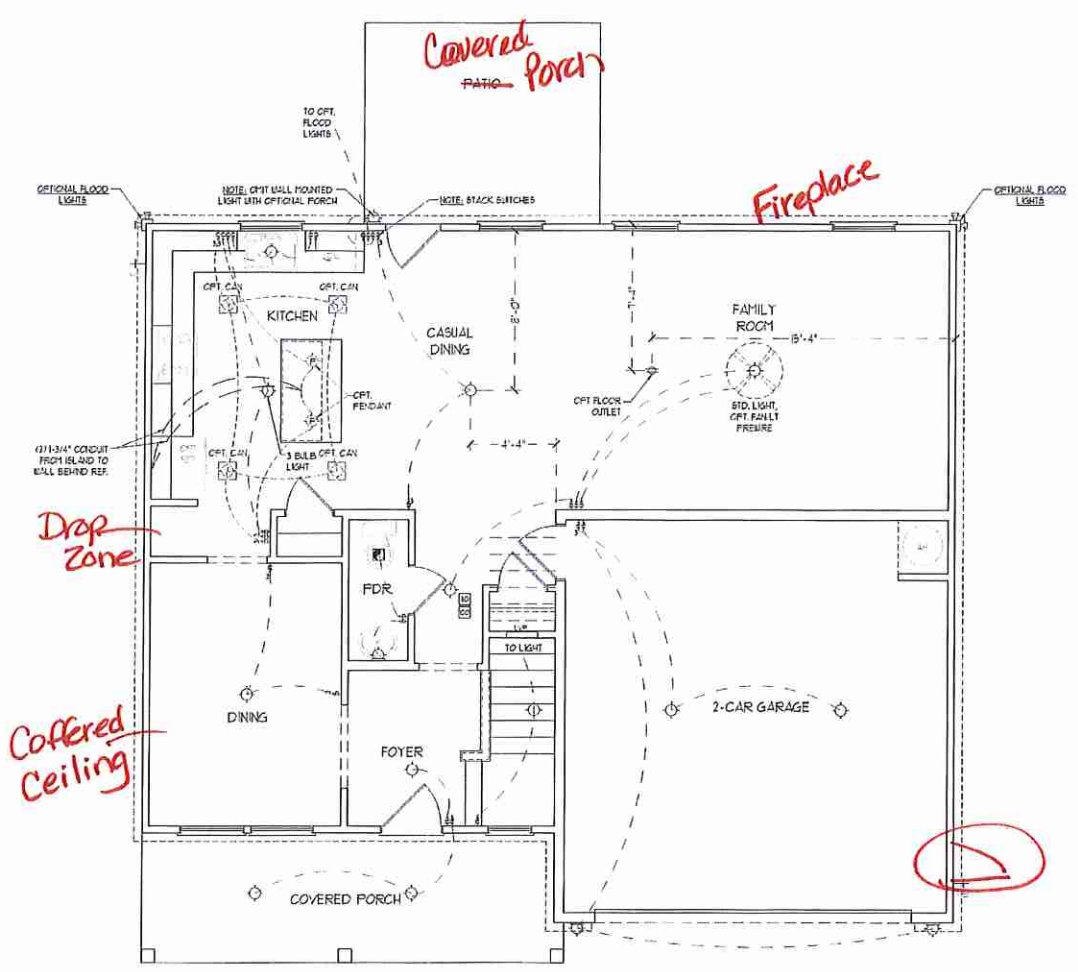 Covered
PATIO Porch
TO OPT.
FLOOD
LIGHTS
Fireplace
OPTIONAL FLOOD
LIGHTS
NOTE: OMIT WALL MOUNTED
LIGHT WITH OPTIONAL PORCH
NOTE: STACK SWITCHES
OPTIONAL FLOOD
LIGHTS
OPT. CAN
OPT. CAN
KITCHEN
CASUAL
DINING
8'-0"
FAMILY
ROOM
15'-4"
OPT.
PENDANT
OPT FLOOR
OUTLET
STD. LIGHT,
OPT. FAN/LT
PREWIRE
4'-4"
(2) 1-3/4" CONDUIT
FROM ISLAND TO
WALL BEHIND REF.
OPT. CAN
3 BULB
LIGHT
OPT. CAN
Drop
Zone
PDR.
TO LIGHT
DINING
2-CAR GARAGE
Coffered
Ceiling
FOYER
COVERED PORCH